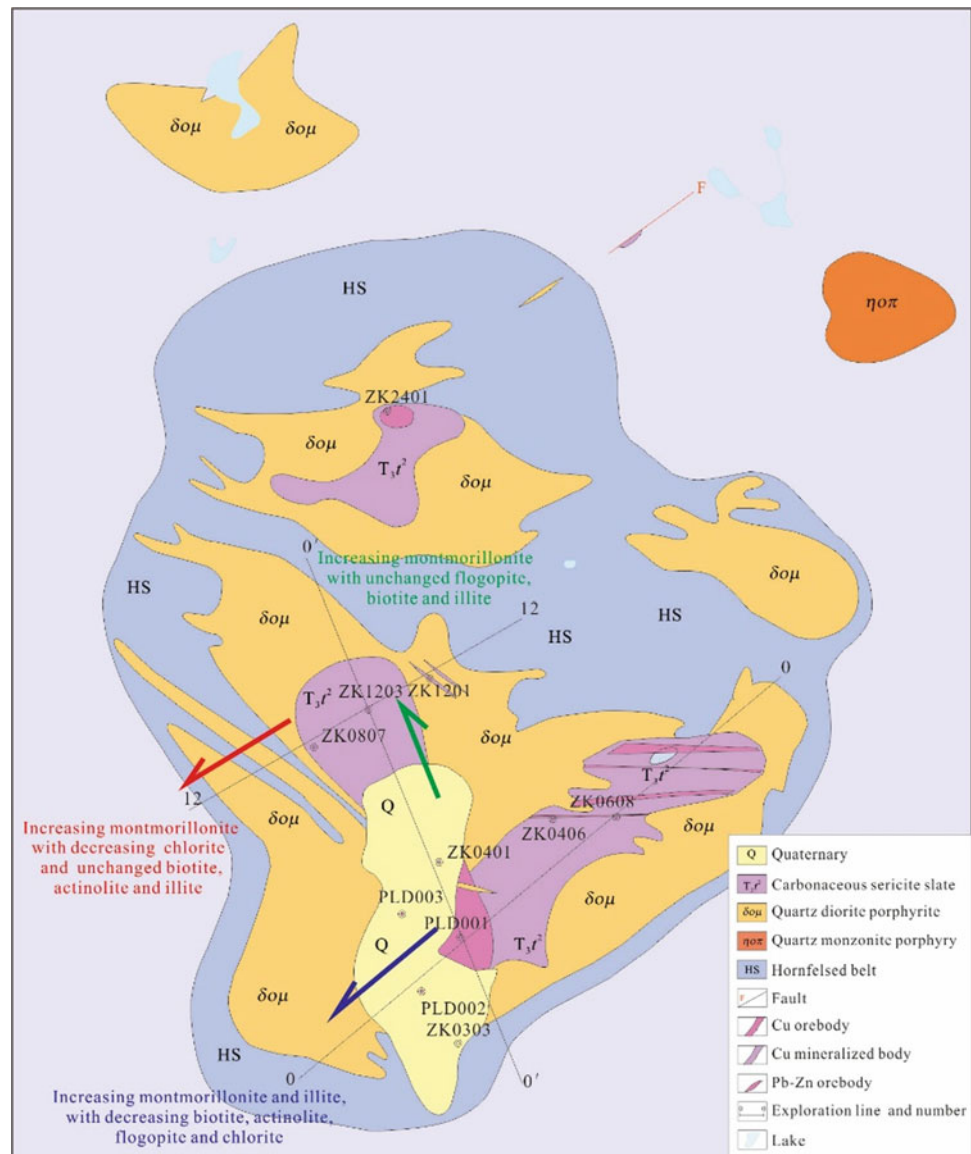 δομ
δομ
F
HS
ηοπ
ZK2401
δομ
T₃t²
δομ
0′
Increasing montmorillonite
with unchanged flogopite,
biotite and illite
HS
δομ
δομ
12
HS
HS
0
T₃t²
ZK1203
ZK1201
ZK0807
δομ
T₃t²
12
Q
ZK0608
ZK0406
δομ
δομ
Increasing montmorillonite
with decreasing chlorite
and unchanged biotite,
actinolite and illite
ZK0401
PLD003
PLD001
Q
T₃t²
δομ
PLD002
ZK0303
HS
0
0′
Increasing montmorillonite and illite,
with decreasing biotite, actinolite,
flogopite and chlorite
Q Quaternary
T₃t² Carbonaceous sericite slate
δομ Quartz diorite porphyrite
ηοπ Quartz monzonite porphyry
HS Hornfelsed belt
F Fault
Cu orebody
Cu mineralized body
Pb-Zn orebody
Exploration line and number
Lake